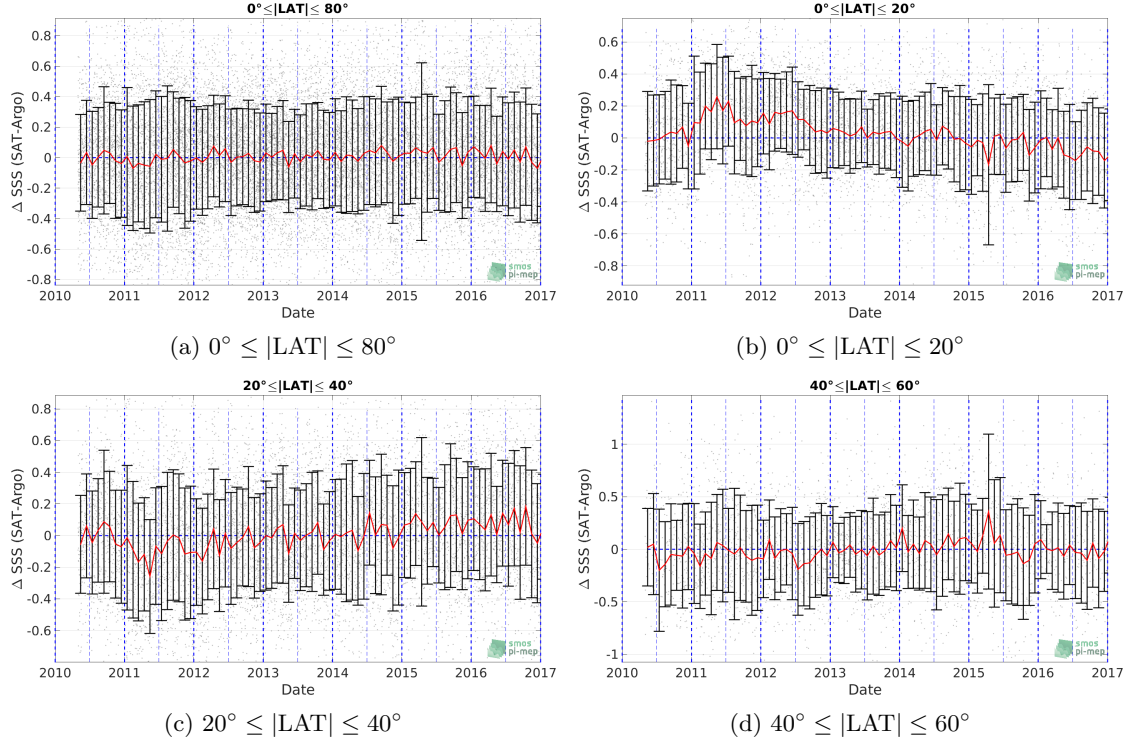 0°≤|LAT|≤ 80°
0.8
0.6
0.4
0.2
0
-0.2
-0.4
-0.6
-0.8
Δ SSS (SAT-Argo)
2010 2011 2012 2013 2014 2015 2016 2017
Date
smos
pi-mep
(a) 0° ≤ |LAT| ≤ 80°
0°≤|LAT|≤ 20°
0.6
0.4
0.2
0
-0.2
-0.4
-0.6
-0.8
Δ SSS (SAT-Argo)
2010 2011 2012 2013 2014 2015 2016 2017
Date
smos
pi-mep
(b) 0° ≤ |LAT| ≤ 20°
20°≤|LAT|≤ 40°
0.8
0.6
0.4
0.2
0
-0.2
-0.4
-0.6
Δ SSS (SAT-Argo)
2010 2011 2012 2013 2014 2015 2016 2017
Date
smos
pi-mep
(c) 20° ≤ |LAT| ≤ 40°
40°≤|LAT|≤ 60°
1
0.5
0
-0.5
-1
Δ SSS (SAT-Argo)
2010 2011 2012 2013 2014 2015 2016 2017
Date
smos
pi-mep
(d) 40° ≤ |LAT| ≤ 60°